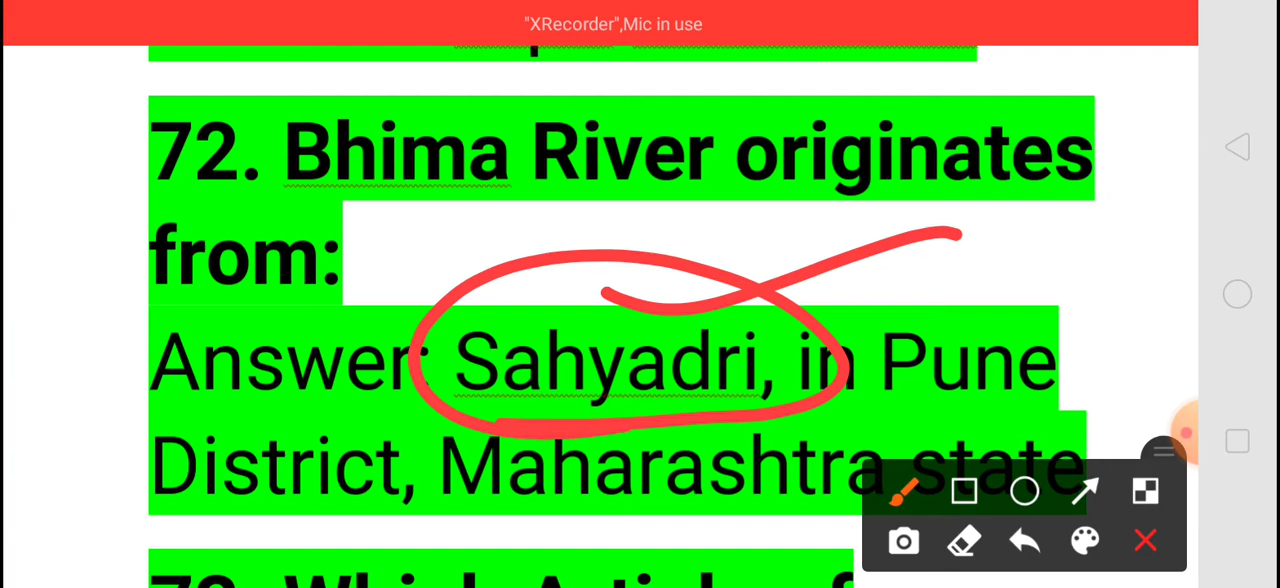 "XRecorder",Mic in use
72. Bhima River originates
from:
Answer: Sahyadri, in Pune
District, Maharashtra state